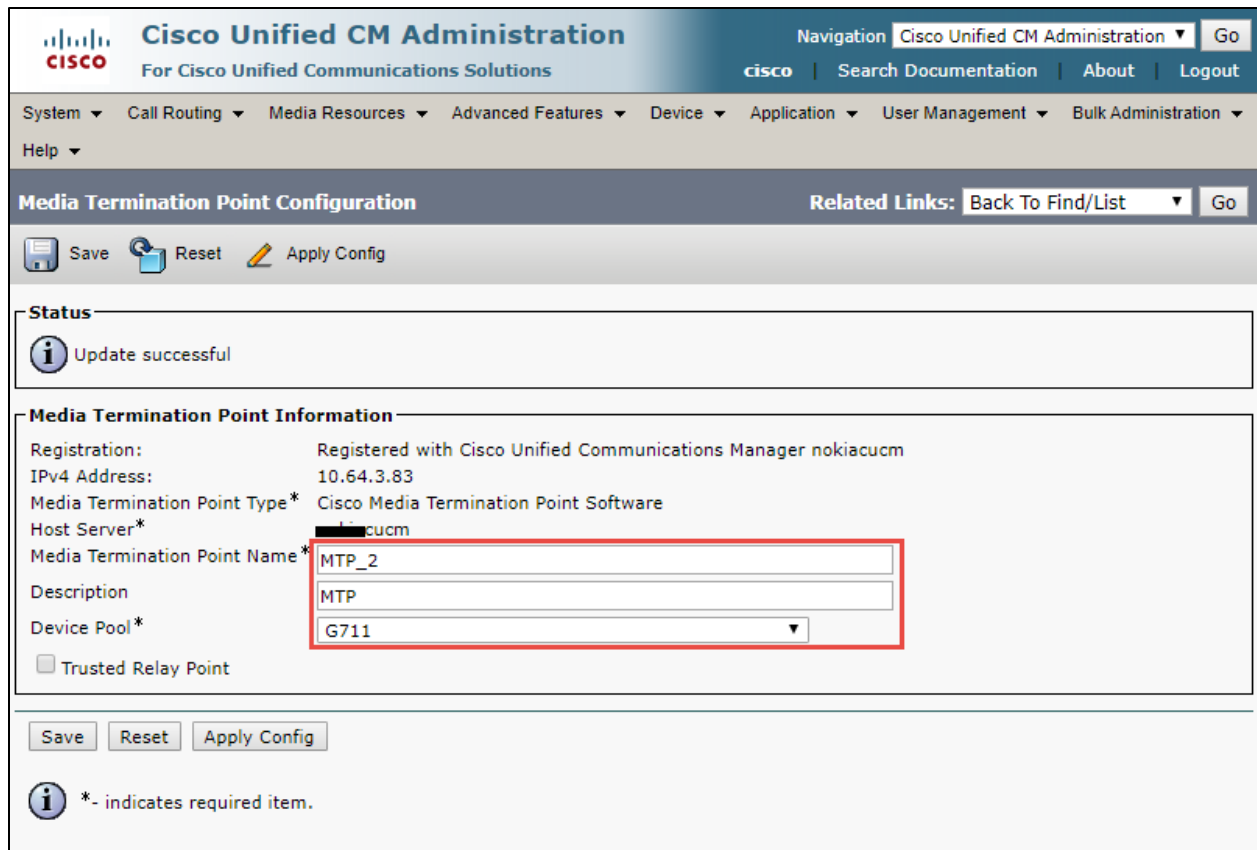 Cisco Unified CM Administration
Navigation Cisco Unified CM Administration Go
CISCO
For Cisco Unified Communications Solutions
cisco | Search Documentation | About | Logout
System Call Routing Media Resources Advanced Features Device Application User Management Bulk Administration
Help
Media Termination Point Configuration Related Links: Back To Find/List Go
Save Reset Apply Config
Status
Update successful
Media Termination Point Information
Registration: Registered with Cisco Unified Communications Manager nokiacucm
IPv4 Address: 10.64.3.83
Media Termination Point Type* Cisco Media Termination Point Software
Host Server* cucm
Media Termination Point Name* MTP_2
Description MTP
Device Pool* G711
Trusted Relay Point
Save Reset Apply Config
*- indicates required item.